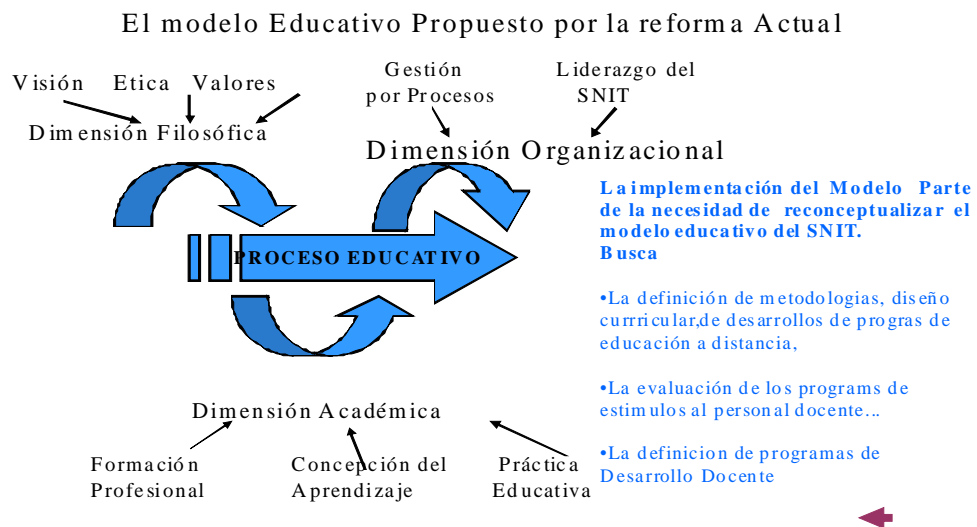 El modelo Educativo Propuesto por la reforma Actual
Visión Etica Valores
Dimensión Filosófica
Gestión
por Procesos
Liderazgo del
SNIT
Dimensión Organizacional
PROCESO EDUCATIVO
La implementación del Modelo Parte
de la necesidad de reconceptualizar el
modelo educativo del SNIT.
Busca
•La definición de metodologias, diseño
currricular,de desarrollos de progras de
educación a distancia,
•La evaluación de los programs de
estimulos al personal docente...
•La definicion de programas de
Desarrollo Docente
Dimensión Académica
Formación
Profesional
Concepción del
Aprendizaje
Práctica
Educativa